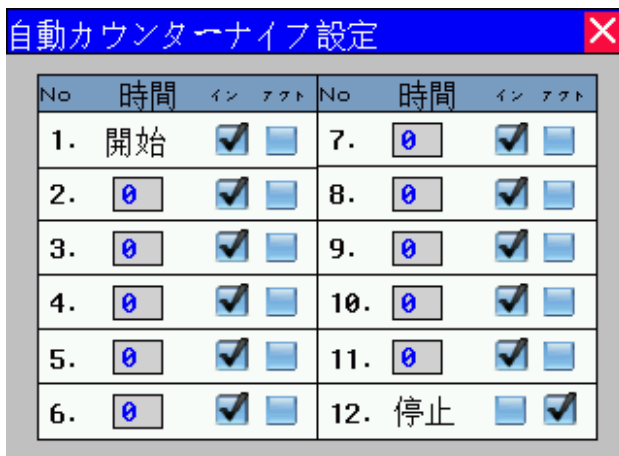 自動カウンターナイフ設定
No 時間 イン アウト No 時間 イン アウト
1. 開始 7. 0
2. 0 8. 0
3. 0 9. 0
4. 0 10. 0
5. 0 11. 0
6. 0 12. 停止